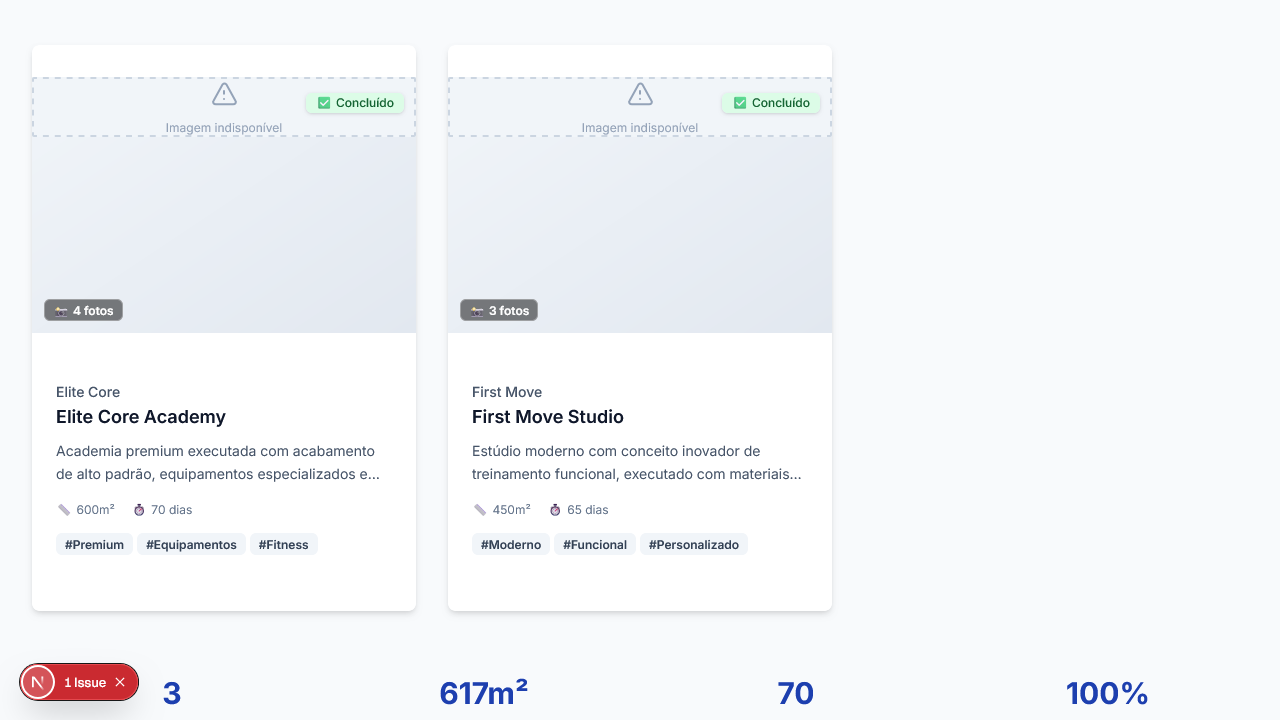 Imagem indisponível
✅ Concluído
📷 4 fotos
Elite Core
Elite Core Academy
Academia premium executada com acabamento
de alto padrão, equipamentos especializados e...
📏 600m²
⏱️ 70 dias
#Premium
#Equipamentos
#Fitness
Imagem indisponível
✅ Concluído
📷 3 fotos
First Move
First Move Studio
Estúdio moderno com conceito inovador de
treinamento funcional, executado com materiais...
📏 450m²
⏱️ 65 dias
#Moderno
#Funcional
#Personalizado
N
1 Issue
3
617m²
70
100%